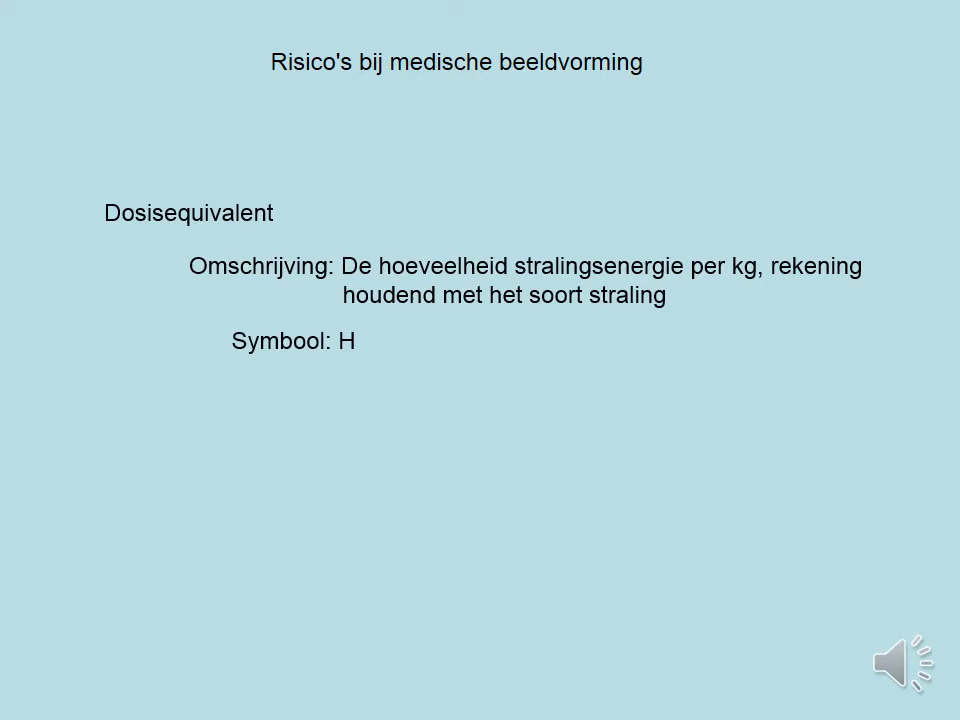 Risico's bij medische beeldvorming
Dosisequivalent
Omschrijving: De hoeveelheid stralingsenergie per kg, rekening
houdend met het soort straling
Symbool: H